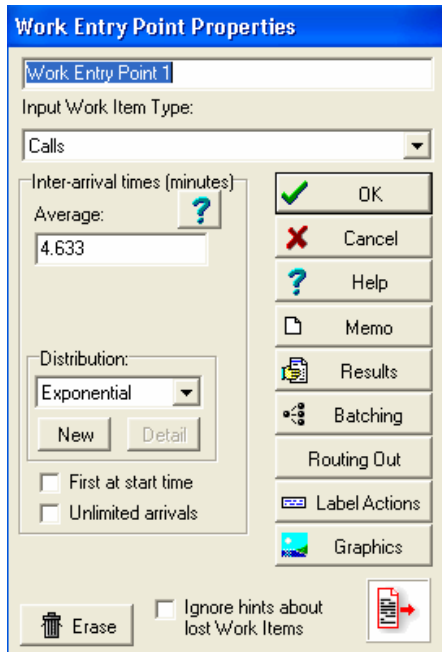 Work Entry Point Properties
Work Entry Point 1
Input Work Item Type:
Calls
Inter-arrival times (minutes)
Average:
?
4.633
Distribution:
Exponential
New
Detail
First at start time
Unlimited arrivals
OK
Cancel
? Help
Memo
Results
Batching
Routing Out
Label Actions
Graphics
Erase
Ignore hints about
lost Work Items